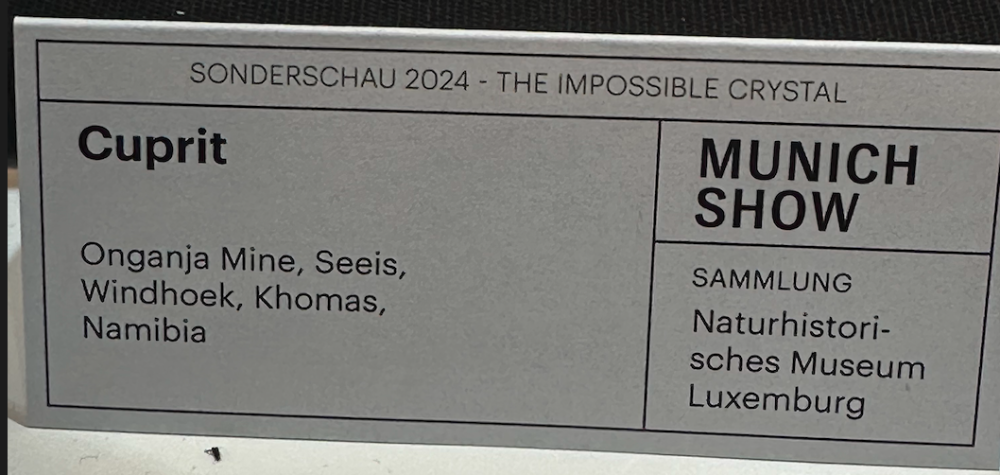 SONDERSCHAU 2024 - THE IMPOSSIBLE CRYSTAL
Cuprit
Onganja Mine, Seeis,
Windhoek, Khomas,
Namibia
MUNICH
SHOW
SAMMLUNG
Naturhistori-
sches Museum
Luxemburg